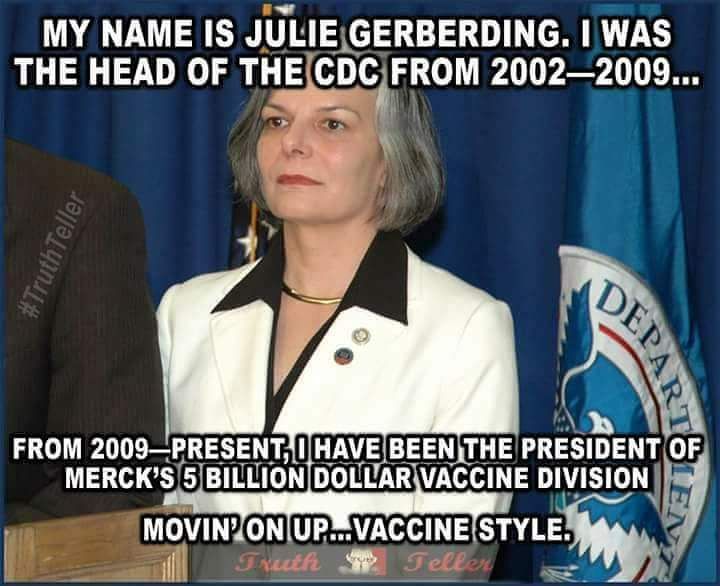 MY NAME IS JULIE GERBERDING. I WAS
THE HEAD OF THE CDC FROM 2002—2009...
#TruthTeller
DEPARTMENT
FROM 2009—PRESENT, I HAVE BEEN THE PRESIDENT OF
MERCK'S 5 BILLION DOLLAR VACCINE DIVISION
MOVIN' ON UP...VACCINE STYLE.
Truth Teller